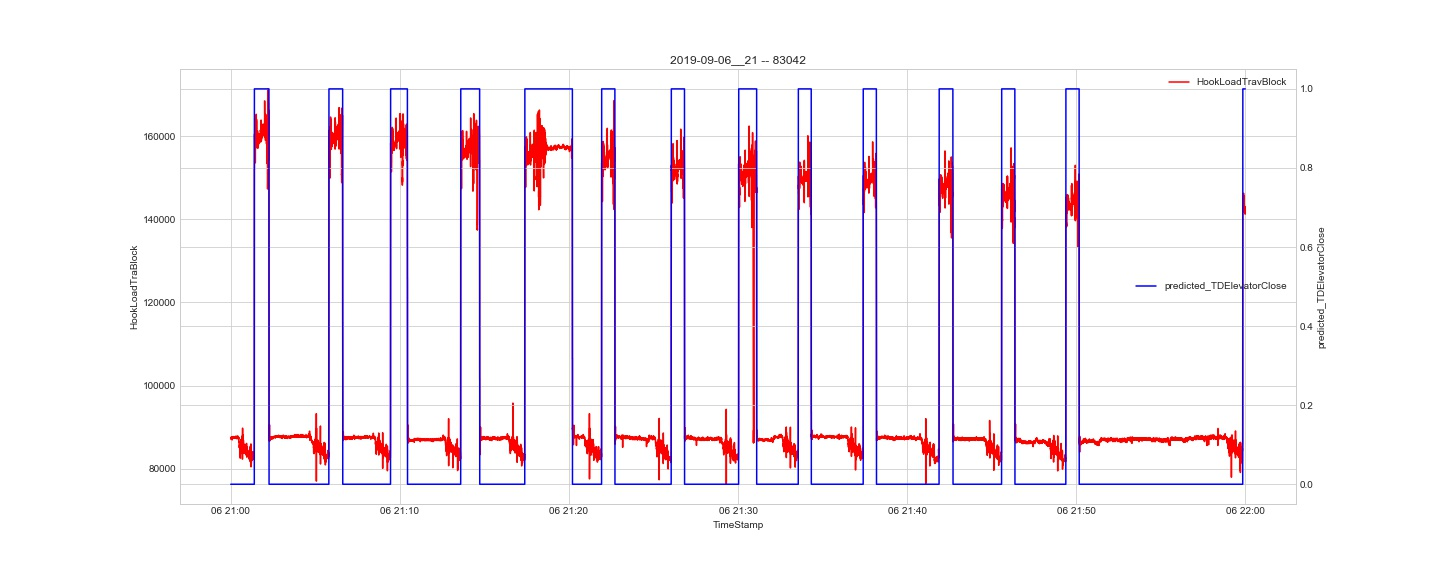 2019-09-06__21 -- 83042
HookLoadTravBlock
predicted_TDElevatorClose
HookLoadTraBlock
160000
140000
120000
100000
80000
1.0
0.8
0.6
0.4
0.2
0.0
predicted_TDElevatorClose
06 21:00 06 21:10 06 21:20 06 21:30 06 21:40 06 21:50 06 22:00
TimeStamp